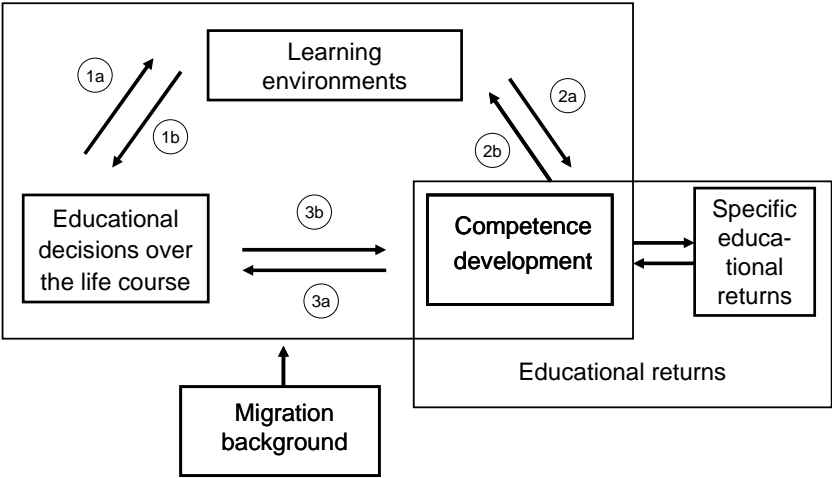 Learning
environments
1a
1b
2a
2b
Educational
decisions over
the life course
3b
3a
Competence
development
Specific
educa-
tional
returns
Educational returns
Migration
background